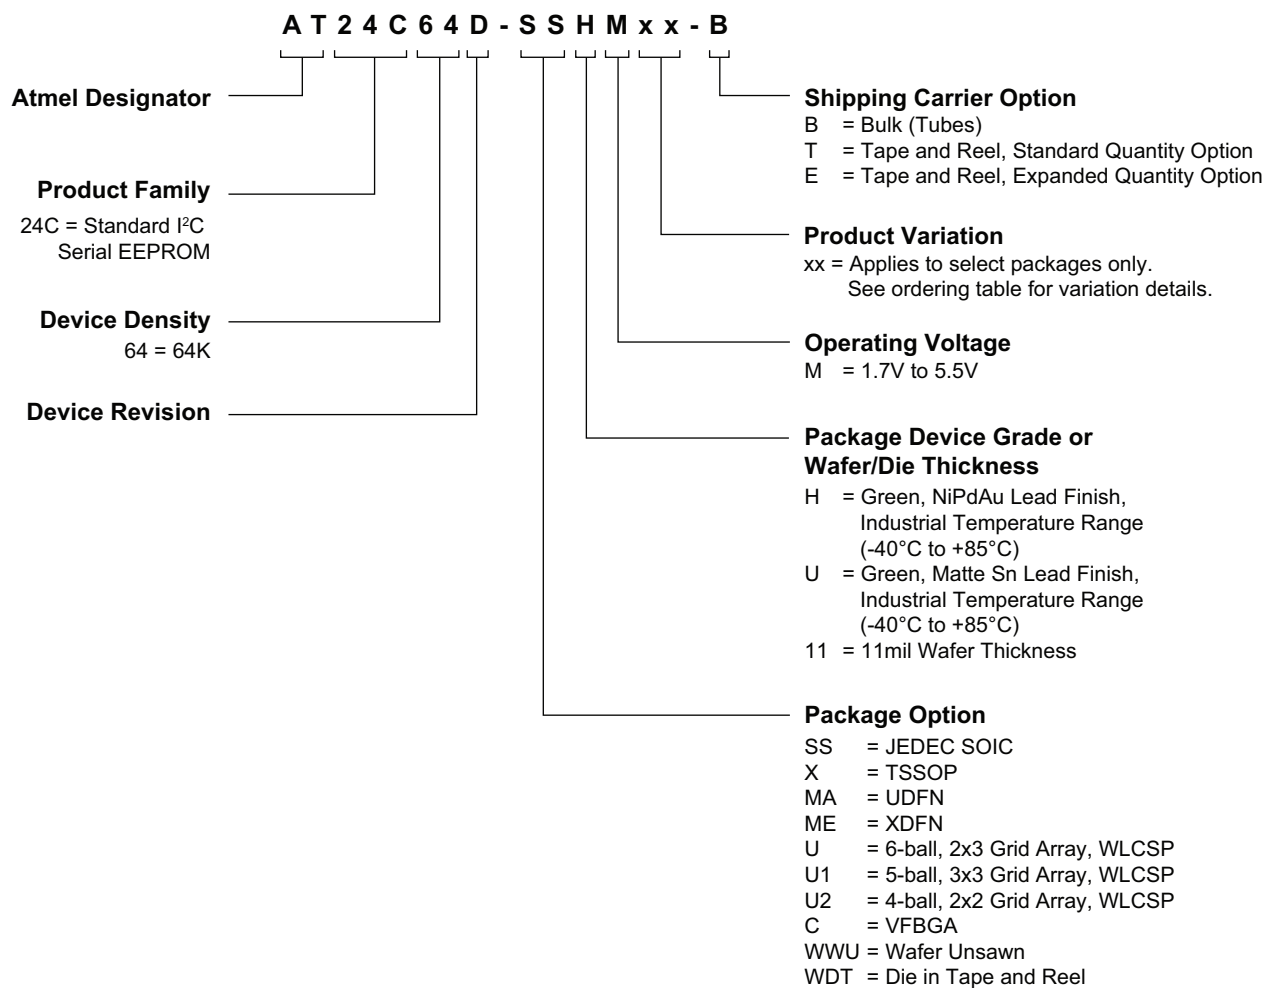 AT24C64D-SSHMxx-B
Atmel Designator
Product Family
24C = Standard I²C
Serial EEPROM
Device Density
64 = 64K
Device Revision
Shipping Carrier Option
B = Bulk (Tubes)
T = Tape and Reel, Standard Quantity Option
E = Tape and Reel, Expanded Quantity Option
Product Variation
xx = Applies to select packages only.
See ordering table for variation details.
Operating Voltage
M = 1.7V to 5.5V
Package Device Grade or
Wafer/Die Thickness
H = Green, NiPdAu Lead Finish,
Industrial Temperature Range
(-40°C to +85°C)
U = Green, Matte Sn Lead Finish,
Industrial Temperature Range
(-40°C to +85°C)
11 = 11mil Wafer Thickness
Package Option
SS = JEDEC SOIC
X = TSSOP
MA = UDFN
ME = XDFN
U = 6-ball, 2x3 Grid Array, WLCSP
U1 = 5-ball, 3x3 Grid Array, WLCSP
U2 = 4-ball, 2x2 Grid Array, WLCSP
C = VFBGA
WWU = Wafer Unsawn
WDT = Die in Tape and Reel